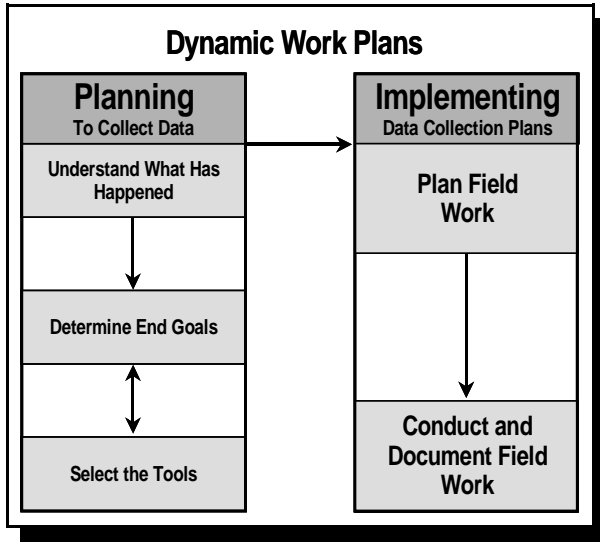 Dynamic Work Plans
Planning
To Collect Data
Understand What Has
Happened
Determine End Goals
Select the Tools
Implementing
Data Collection Plans
Plan Field
Work
Conduct and
Document Field
Work